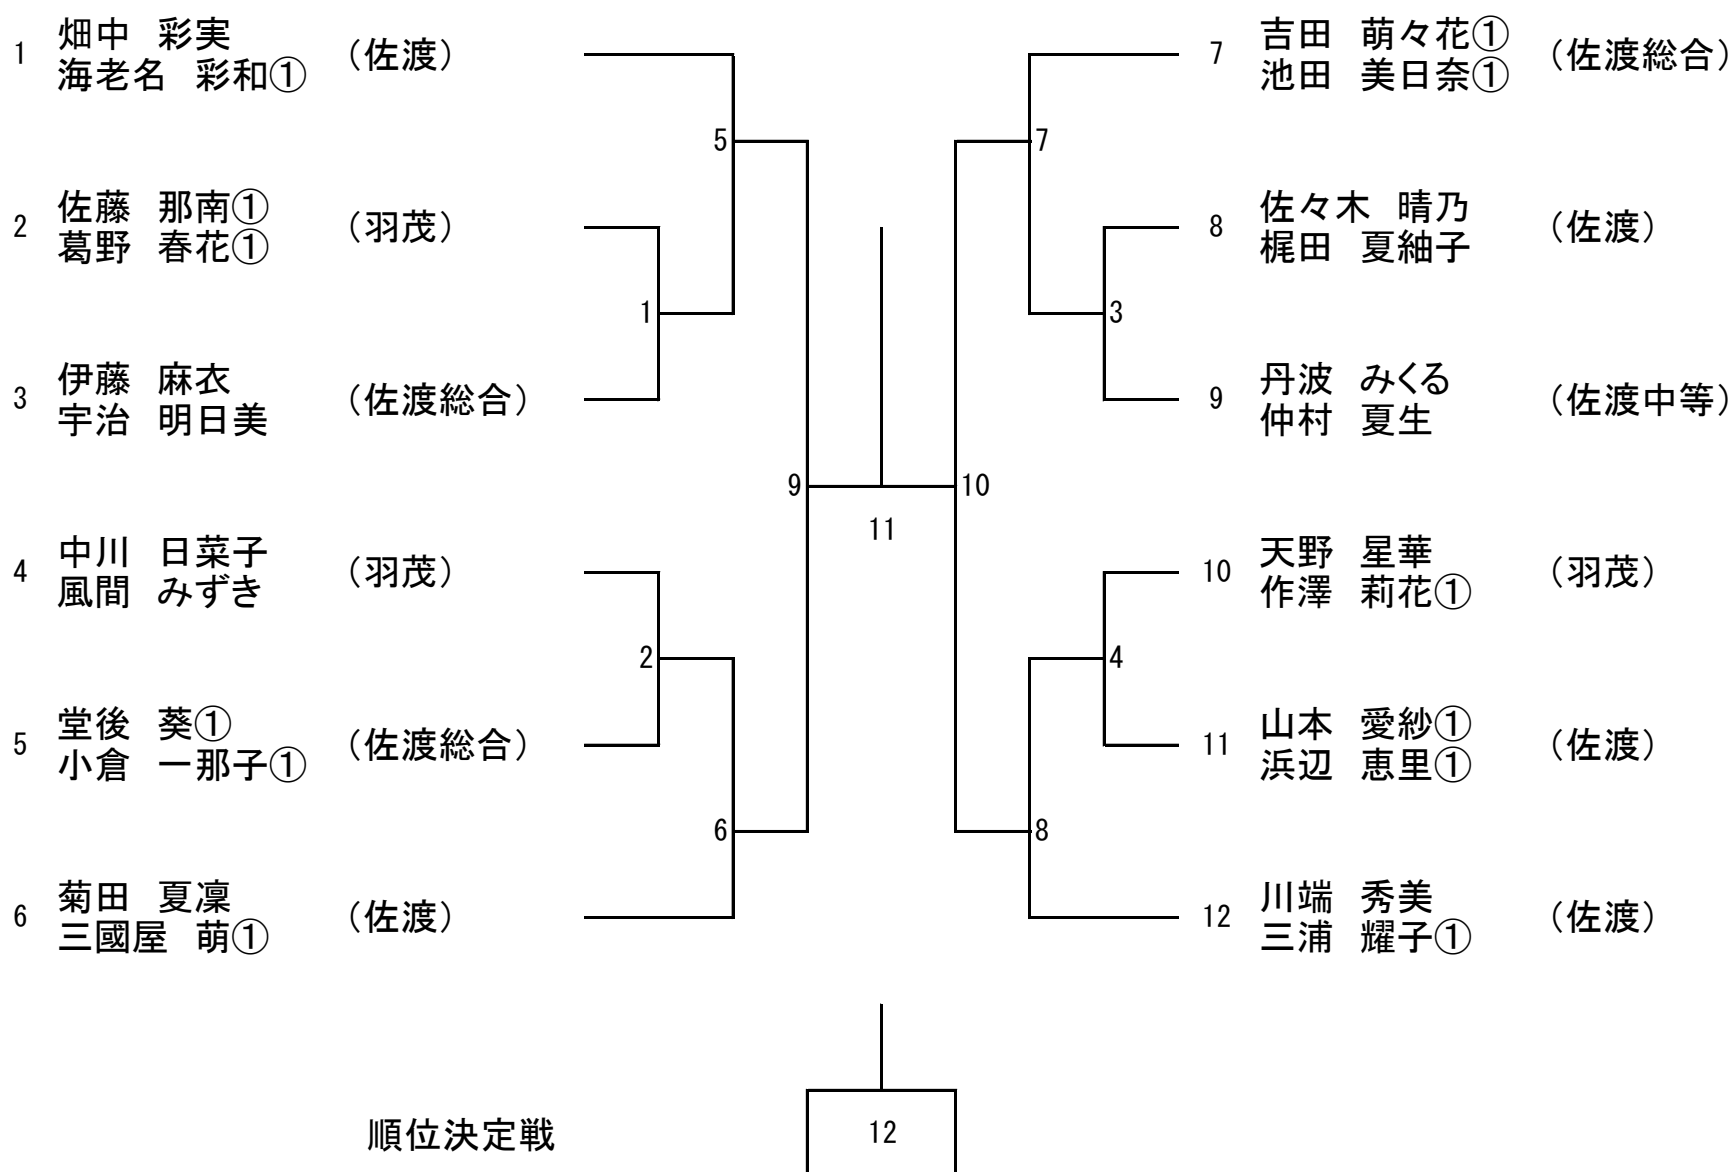 1
畑中 彩実
海老名 彩和①
(佐渡)
2
佐藤 那南①
葛野 春花①
(羽茂)
3
伊藤 麻衣
宇治 明日美
(佐渡総合)
4
中川 日菜子
風間 みずき
(羽茂)
5
堂後 葵①
小倉 一那子①
(佐渡総合)
6
菊田 夏凜
三國屋 萌①
(佐渡)
5
1
2
6
9
11
10
7
3
4
8
7
吉田 萌々花①
池田 美日奈①
(佐渡総合)
8
佐々木 晴乃
梶田 夏紬子
(佐渡)
9
丹波 みくる
仲村 夏生
(佐渡中等)
10
天野 星華
作澤 莉花①
(羽茂)
11
山本 愛紗①
浜辺 恵里①
(佐渡)
12
川端 秀美
三浦 耀子①
(佐渡)
順位決定戦
12